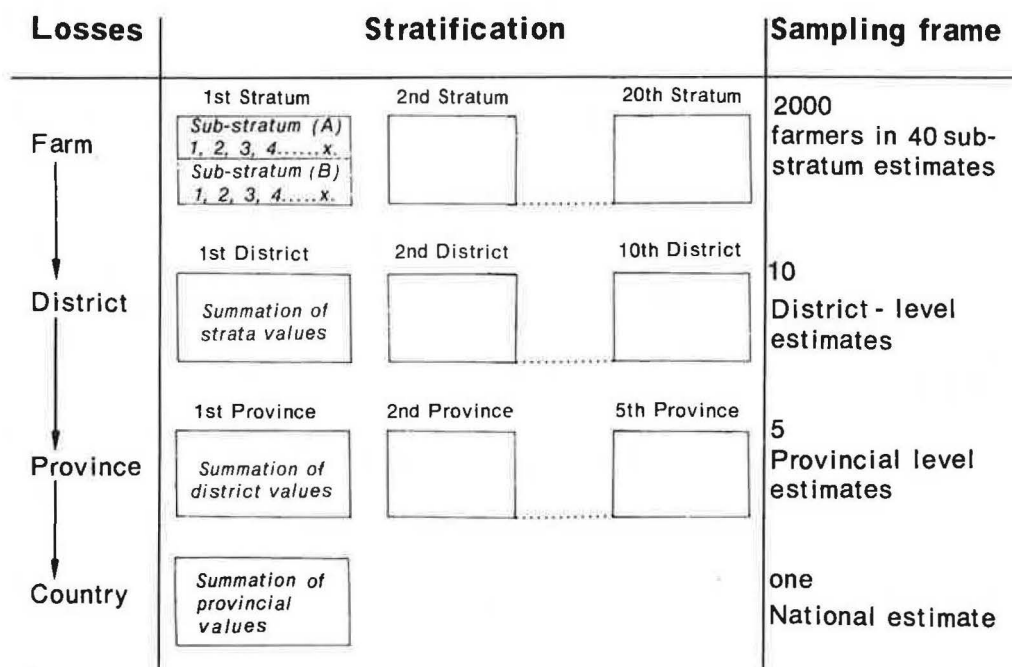 Losses
Stratification
Sampling frame
Farm
1st Stratum
2nd Stratum
20th Stratum
Sub-stratum (A)
1, 2, 3, 4......x.
Sub-stratum (B)
1, 2, 3, 4.....x.
2000
farmers in 40 sub-
stratum estimates
District
1st District
2nd District
10th District
Summation of
strata values
10
District - level
estimates
Province
1st Province
2nd Province
5th Province
Summation of
district values
5
Provincial level
estimates
Country
Summation of
provincial
values
one
National estimate